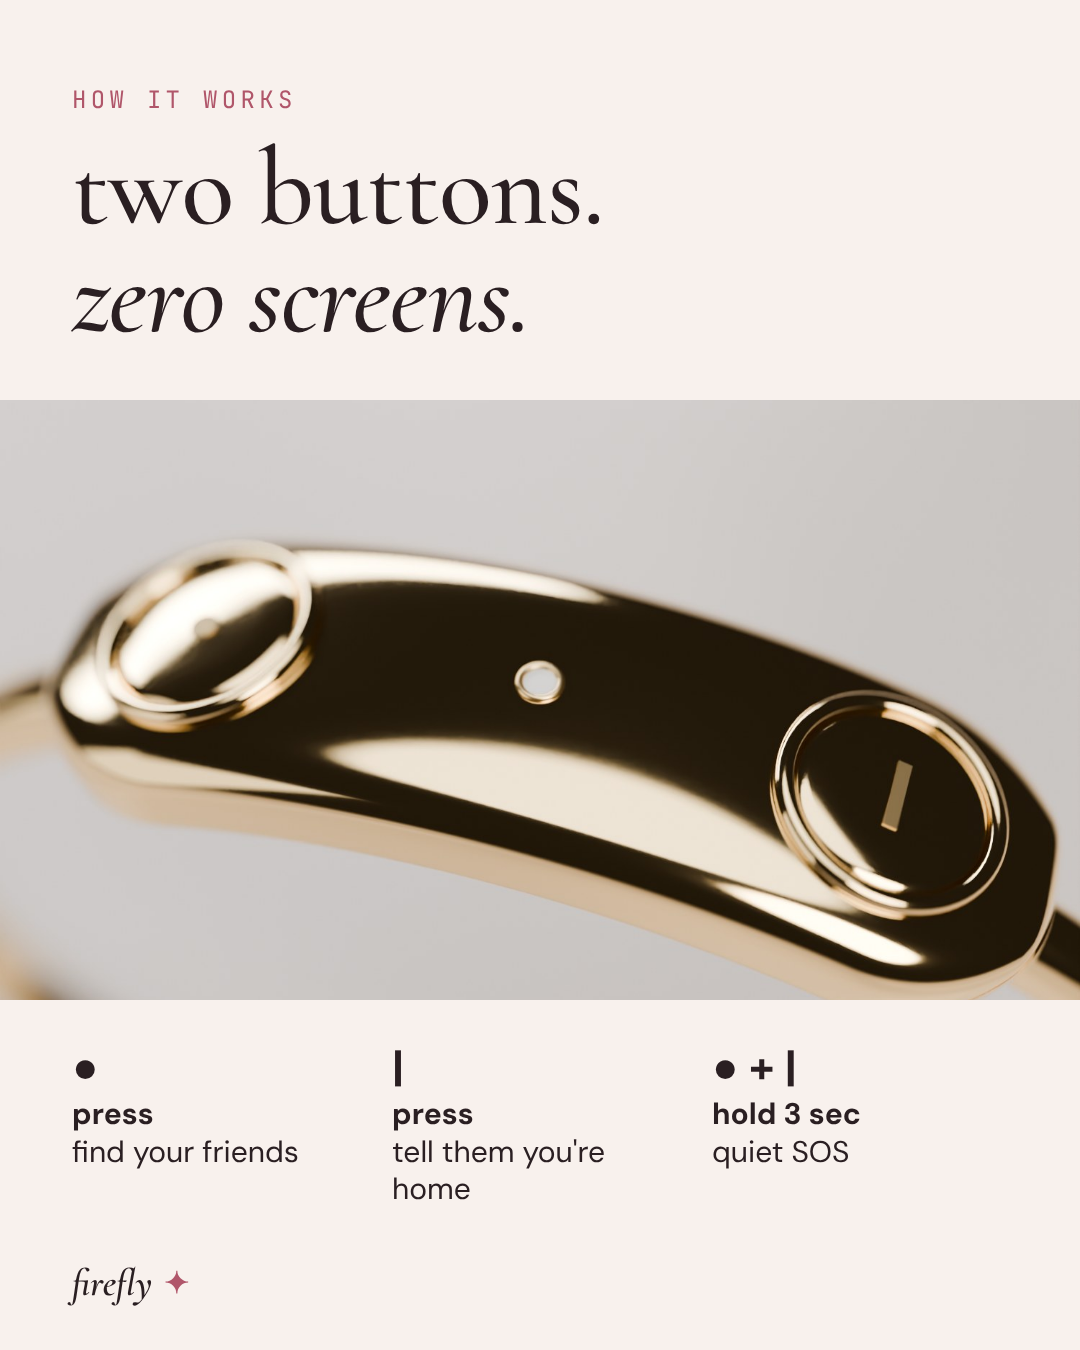 HOW IT WORKS
two buttons.
zero screens.
● + |
press
find your friends
press
tell them you're
home
hold 3 sec
quiet SOS
firefly